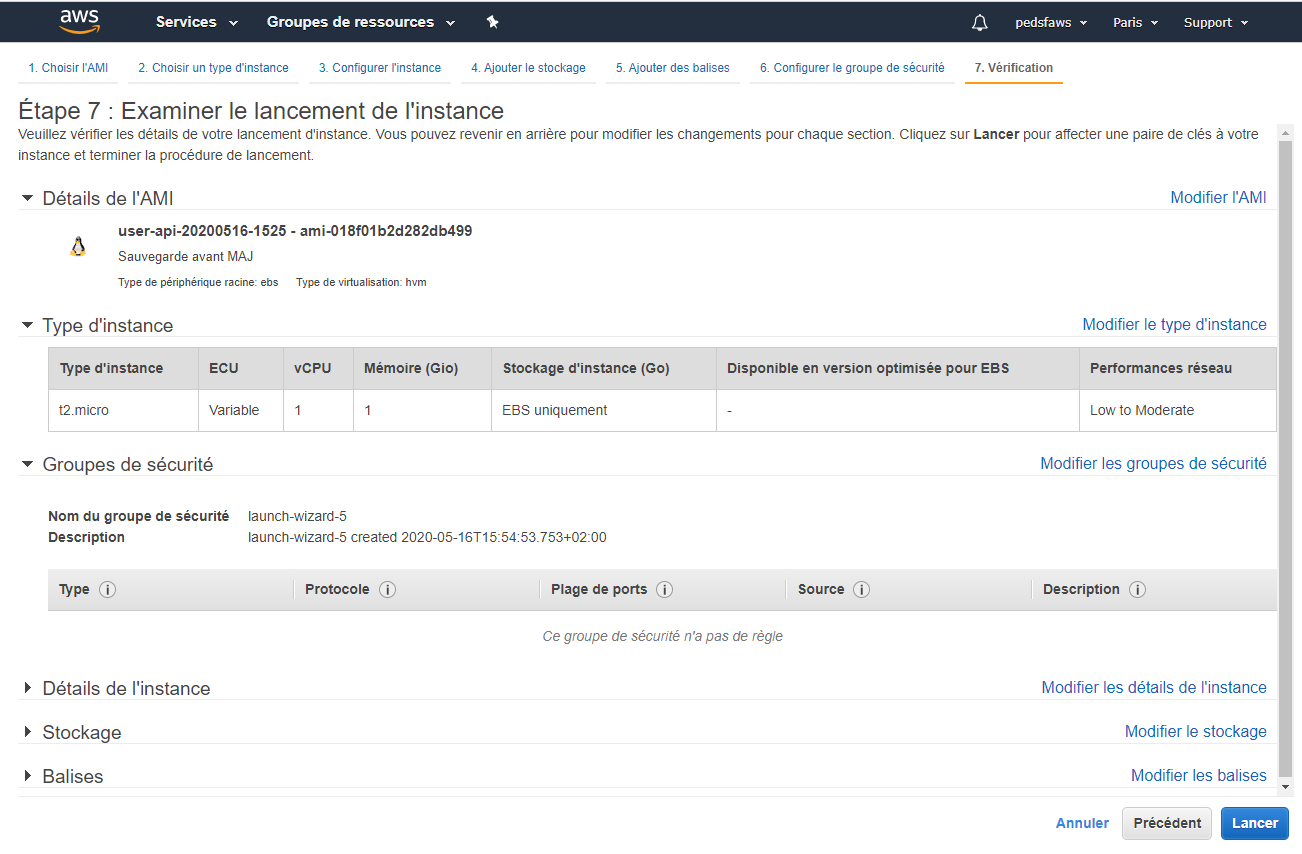 aws Services Groupes de ressources pedsfaws Paris Support
1. Choisir l'AMI 2. Choisir un type d'instance 3. Configurer l'instance 4. Ajouter le stockage 5. Ajouter des balises 6. Configurer le groupe de sécurité 7. Vérification
Étape 7 : Examiner le lancement de l'instance
Veuillez vérifier les détails de votre lancement d'instance. Vous pouvez revenir en arrière pour modifier les changements pour chaque section. Cliquez sur Lancer pour affecter une paire de clés à votre
instance et terminer la procédure de lancement.
Détails de l'AMI Modifier l'AMI
user-api-20200516-1525 - ami-018f01b2d282db499
Sauvegarde avant MAJ
Type de périphérique racine: ebs Type de virtualisation: hvm
Type d'instance Modifier le type d'instance
Type d'instance ECU vCPU Mémoire (Gio) Stockage d'instance (Go) Disponible en version optimisée pour EBS Performances réseau
t2.micro Variable 1 1 EBS uniquement - Low to Moderate
Groupes de sécurité Modifier les groupes de sécurité
Nom du groupe de sécurité launch-wizard-5
Description launch-wizard-5 created 2020-05-16T15:54:53.753+02:00
Type i Protocole i Plage de ports i Source i Description i
Ce groupe de sécurité n'a pas de règle
Détails de l'instance Modifier les détails de l'instance
Stockage Modifier le stockage
Balises Modifier les balises
Annuler Précédent Lancer